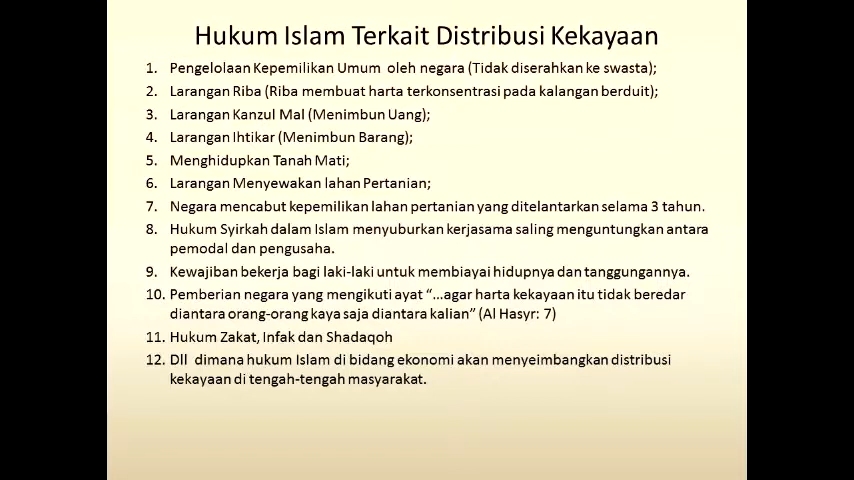 Hukum Islam Terkait Distribusi Kekayaan
1. Pengelolaan Kepemilikan Umum oleh negara (Tidak diserahkan ke swasta);
2. Larangan Riba (Riba membuat harta terkonsentrasi pada kalangan berduit);
3. Larangan Kanzul Mal (Menimbun Uang);
4. Larangan Ihtikar (Menimbun Barang);
5. Menghidupkan Tanah Mati;
6. Larangan Menyewakan lahan Pertanian;
7. Negara mencabut kepemilikan lahan pertanian yang ditelantarkan selama 3 tahun.
8. Hukum Syirkah dalam Islam menyuburkan kerjasama saling menguntungkan antara
pemodal dan pengusaha.
9. Kewajiban bekerja bagi laki-laki untuk membiayai hidupnya dan tanggungannya.
10. Pemberian negara yang mengikuti ayat “...agar harta kekayaan itu tidak beredar
diantara orang-orang kaya saja diantara kalian” (Al Hasyr: 7)
11. Hukum Zakat, Infak dan Shadaqoh
12. Dll dimana hukum Islam di bidang ekonomi akan menyeimbangkan distribusi
kekayaan di tengah-tengah masyarakat.